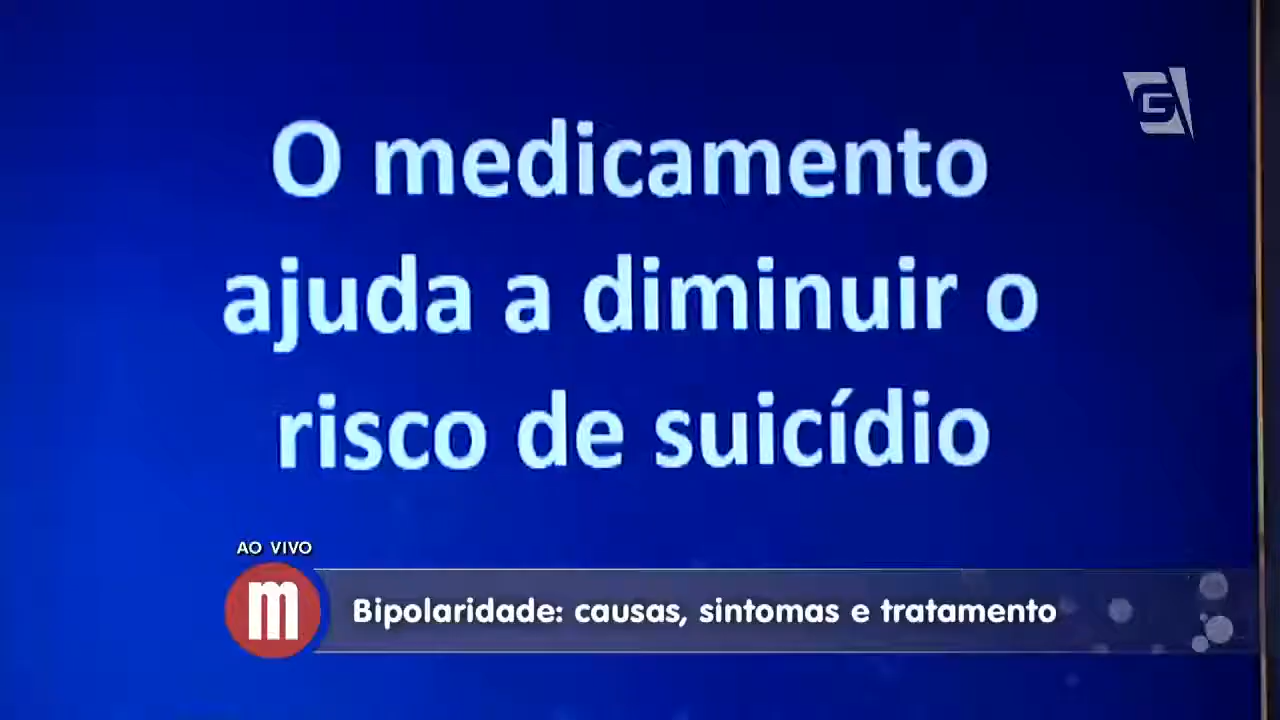 O medicamento
ajuda a diminuir o
risco de suicídio
AO VIVO
m
Bipolaridade: causas, sintomas e tratamento
G